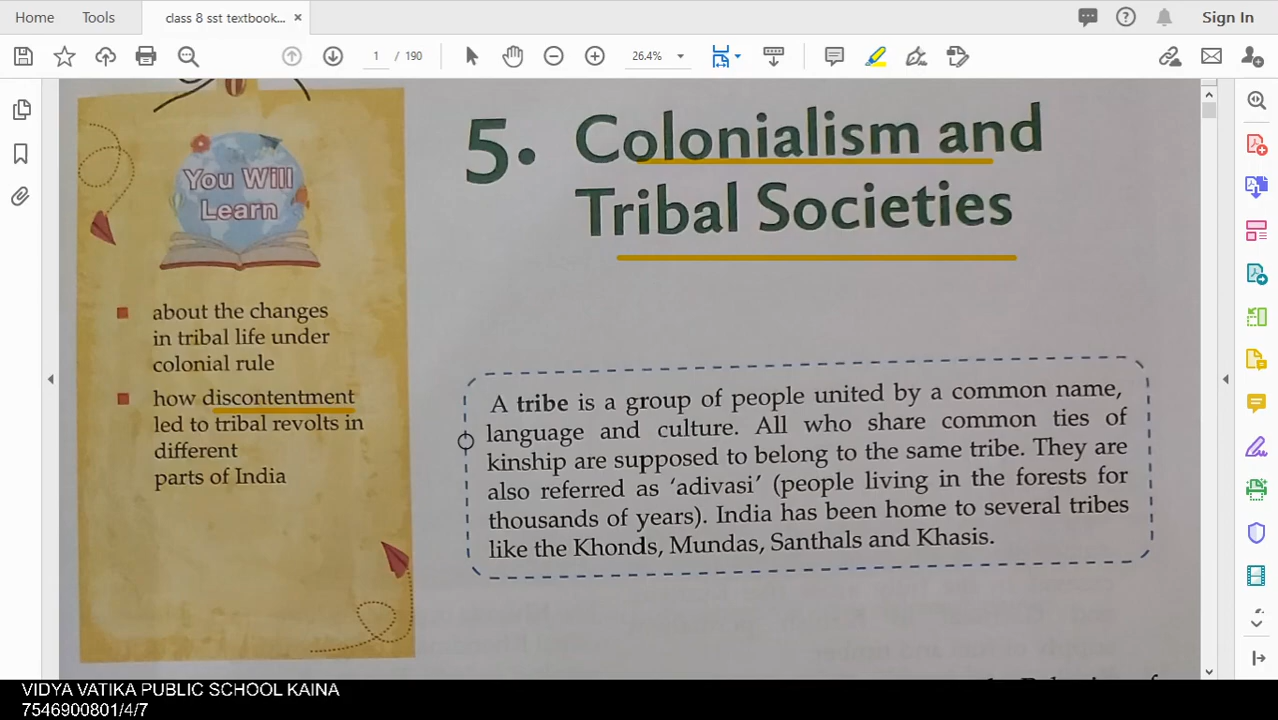 Home
Tools
class 8 sst textbook... ×
Sign In
1 / 190
26.4%
You Will
Learn
about the changes
in tribal life under
colonial rule
how discontentment
led to tribal revolts in
different
parts of India
5. Colonialism and
Tribal Societies
A tribe is a group of people united by a common name,
language and culture. All who share common ties of
kinship are supposed to belong to the same tribe. They are
also referred as ‘adivasi’ (people living in the forests for
thousands of years). India has been home to several tribes
like the Khonds, Mundas, Santhals and Khasis.
VIDYA VATIKA PUBLIC SCHOOL KAINA
7546900801/4/7